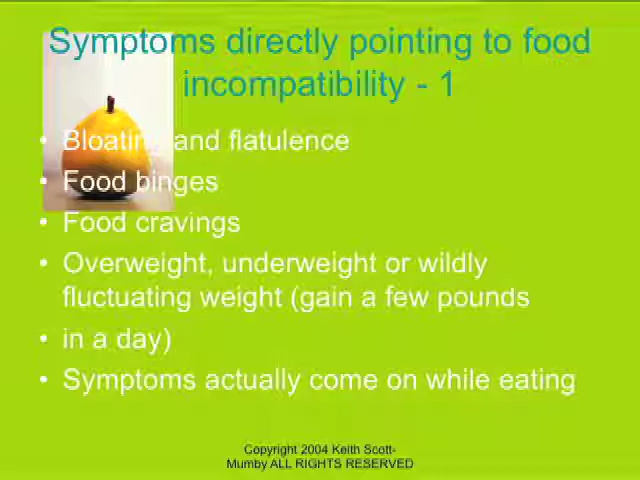 Symptoms directly pointing to food
incompatibility - 1
• Bloating and flatulence
• Food binges
• Food cravings
• Overweight, underweight or wildly
fluctuating weight (gain a few pounds
• in a day)
• Symptoms actually come on while eating
Copyright 2004 Keith Scott-
Mumby ALL RIGHTS RESERVED